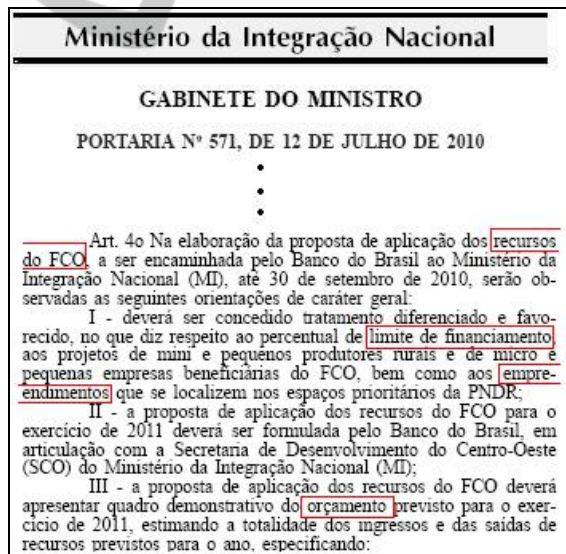 Ministério da Integração Nacional
GABINETE DO MINISTRO
PORTARIA Nº 571, DE 12 DE JULHO DE 2010
•
•
•
Art. 4o Na elaboração da proposta de aplicação dos recursos
do FCO, a ser encaminhada pelo Banco do Brasil ao Ministério da
Integração Nacional (MI), até 30 de setembro de 2010, serão ob-
servadas as seguintes orientações de caráter geral:
I - deverá ser concedido tratamento diferenciado e favo-
recido, no que diz respeito ao percentual de limite de financiamento,
aos projetos de mini e pequenos produtores rurais e de micro e
pequenas empresas beneficiárias do FCO, bem como aos empre-
endimentos que se localizem nos espaços prioritários da PNDR;
II - a proposta de aplicação dos recursos do FCO para o
exercício de 2011 deverá ser formulada pelo Banco do Brasil, em
articulação com a Secretaria de Desenvolvimento do Centro-Oeste
(SCO) do Ministério da Integração Nacional (MI);
III - a proposta de aplicação dos recursos do FCO deverá
apresentar quadro demonstrativo do orçamento previsto para o exer-
cício de 2011, estimando a totalidade dos ingressos e das saídas de
recursos previstos para o ano, especificando: